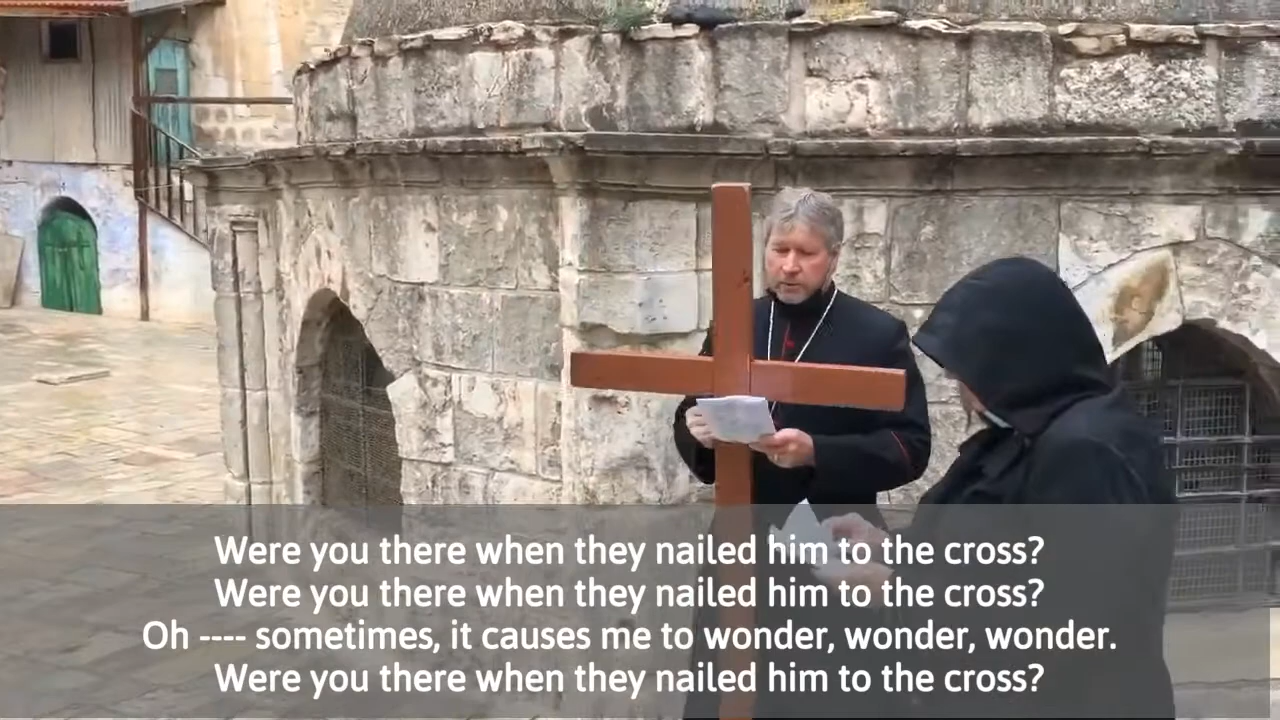 Were you there when they nailed him to the cross?
Were you there when they nailed him to the cross?
Oh ---- sometimes, it causes me to wonder, wonder, wonder.
Were you there when they nailed him to the cross?